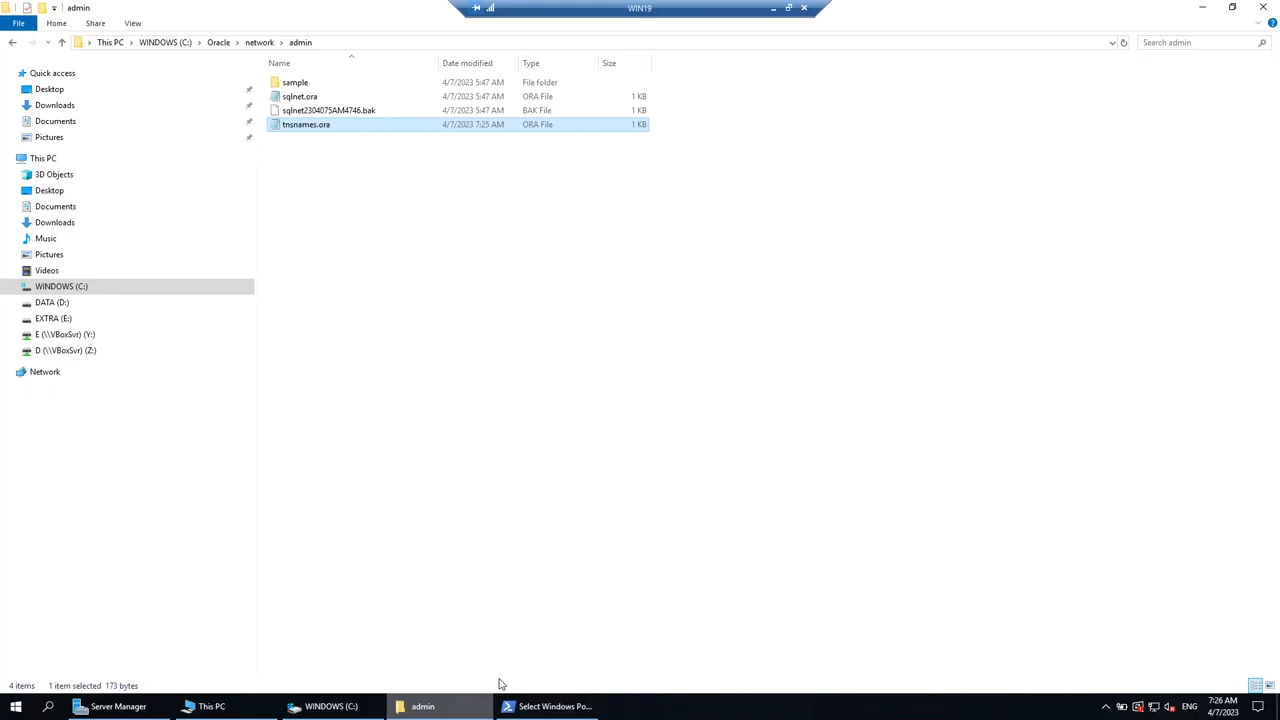 admin
WIN19
File Home Share View
This PC WINDOWS (C:) Oracle network admin
Search admin
Name Date modified Type Size
Quick access
Desktop
Downloads
Documents
Pictures
This PC
3D Objects
Desktop
Documents
Downloads
Music
Pictures
Videos
WINDOWS (C:)
DATA (D:)
EXTRA (E:)
E (\\VBoxSvr) (Y:)
D (\\VBoxSvr) (Z:)
Network
sample 4/7/2023 5:47 AM File folder
sqlnet.ora 4/7/2023 5:47 AM ORA File 1 KB
sqlnet2304075AM4746.bak 4/7/2023 5:47 AM BAK File 1 KB
tnsnames.ora 4/7/2023 7:25 AM ORA File 1 KB
4 items 1 item selected 173 bytes
Server Manager This PC WINDOWS (C:) admin Select Windows Po... ENG 7:26 AM
4/7/2023